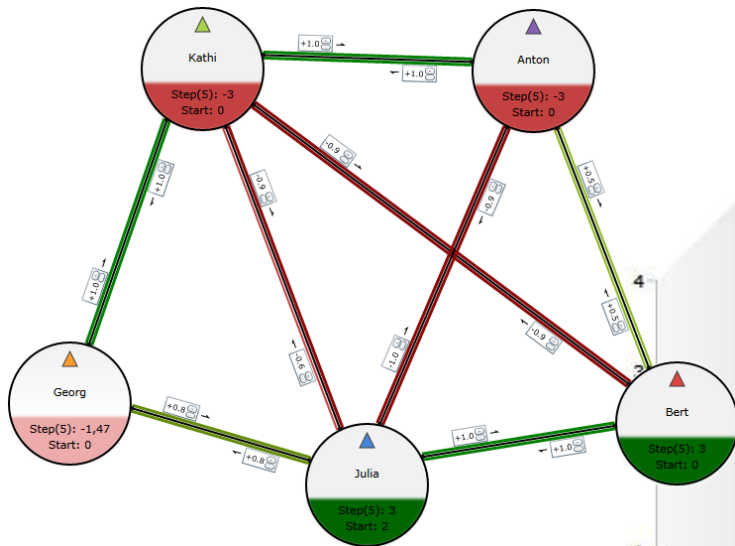 Kathi
Step(5): -3
Start: 0
Anton
Step(5): -3
Start: 0
+1.0
+1.0
+1.0
+1.0
-0.9
-0.6
-0.9
-0.9
-0.9
-1.0
+0.5
+0.5
4
3
Georg
Step(5): -1,47
Start: 0
+0.8
+0.8
Julia
Step(5): 3
Start: 2
+1.0
+1.0
Bert
Step(5): 3
Start: 0